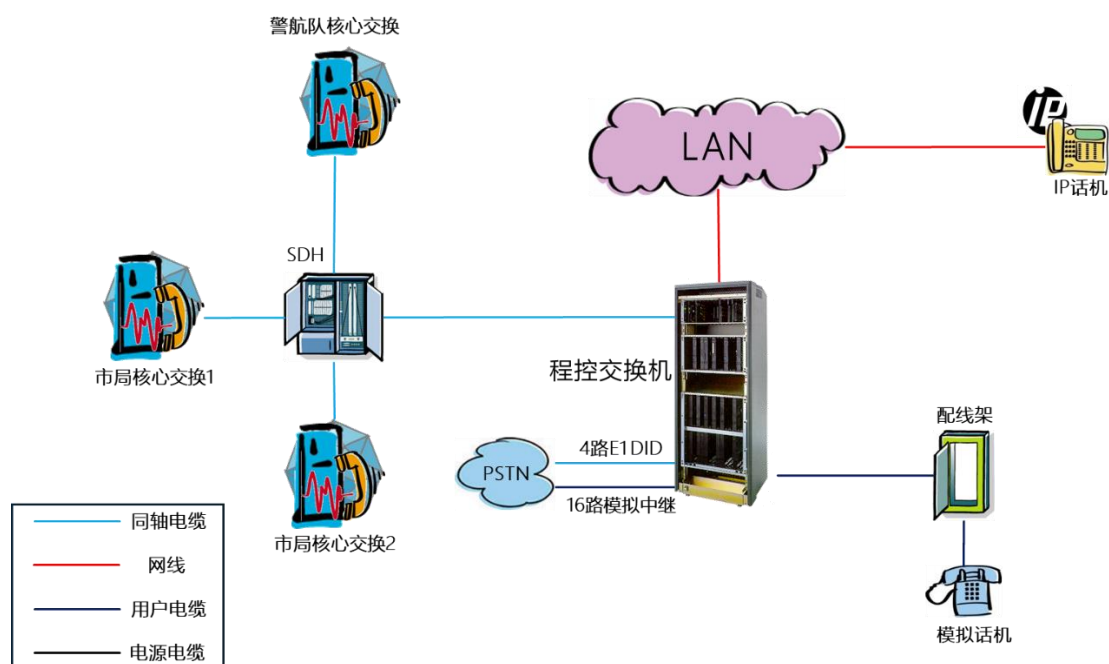 警航队核心交换
LAN
IP
IP话机
SDH
市局核心交换1
程控交换机
配线架
4路E1DID
PSTN
16路模拟中继
市局核心交换2
模拟话机
同轴电缆
网线
用户电缆
电源电缆